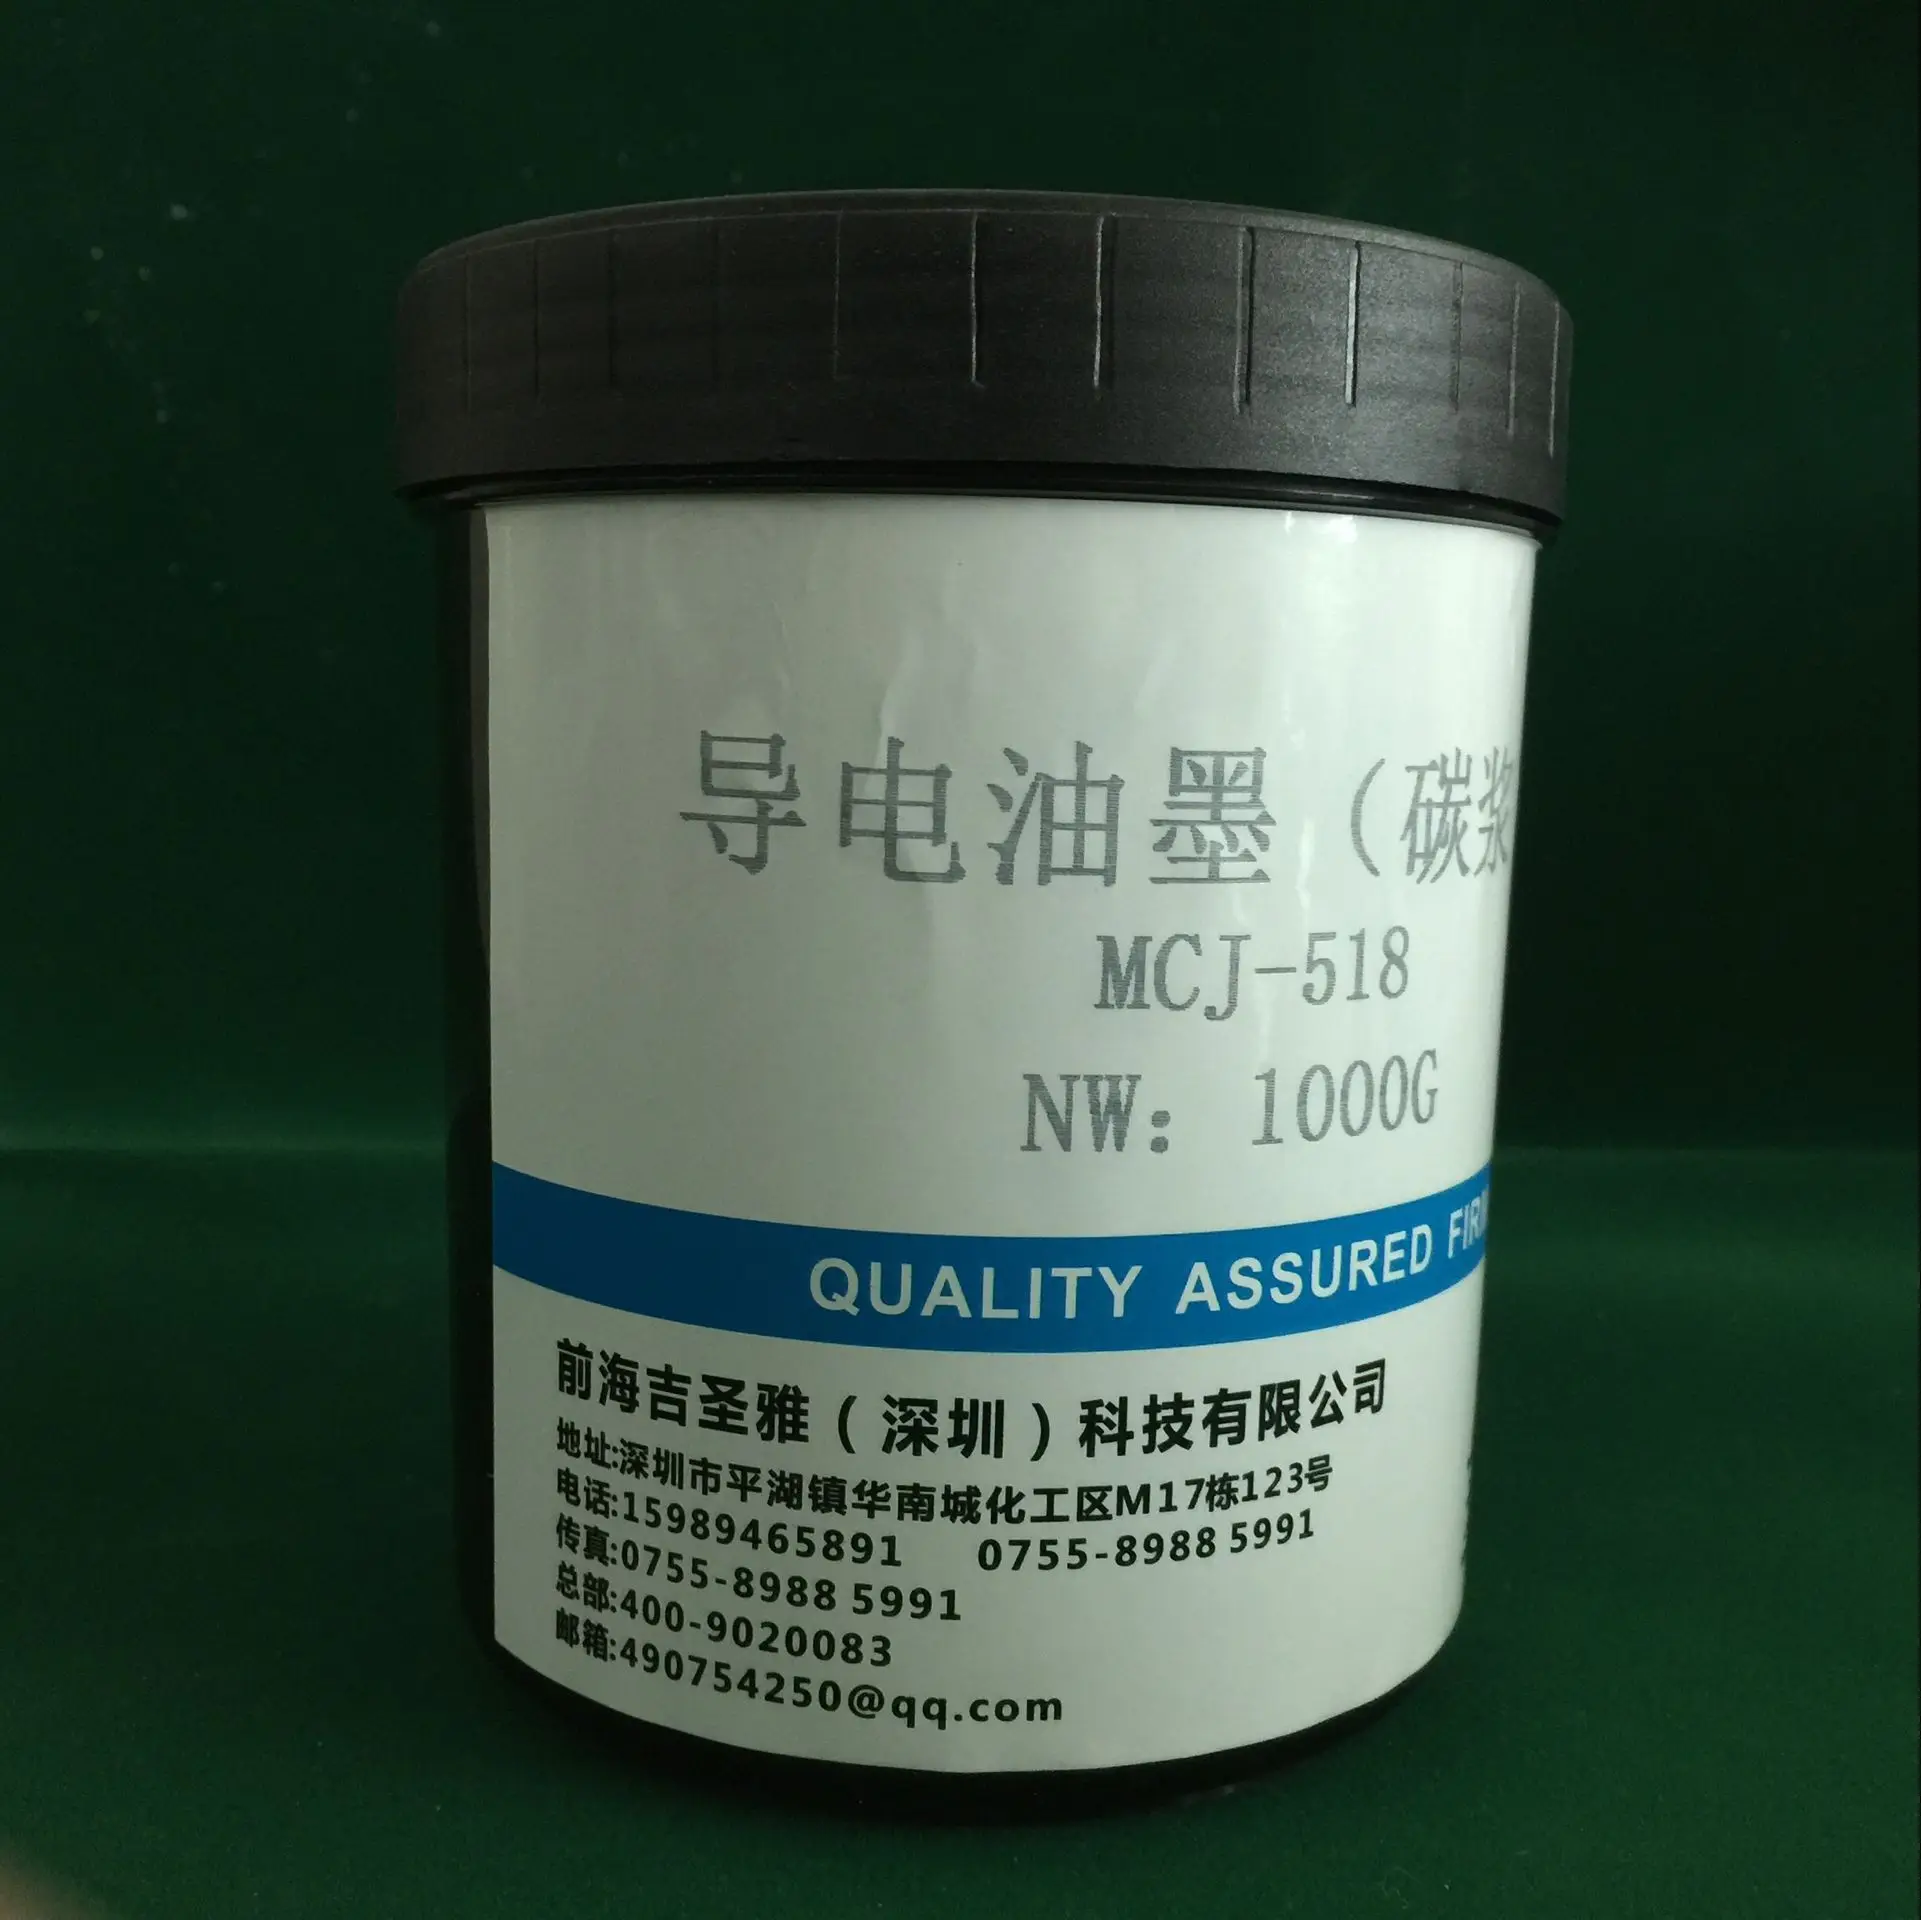 导电油墨（碳浆
MCJ-518
NW： 1000G
QUALITY ASSURED FIRM
前海吉圣雅（深圳）科技有限公司
地址:深圳市平湖镇华南城化工区M17栋123号
电话:15989465891 0755-8988 5991
传真:0755-8988 5991
总部:400-9020083
邮箱:490754250@qq.com